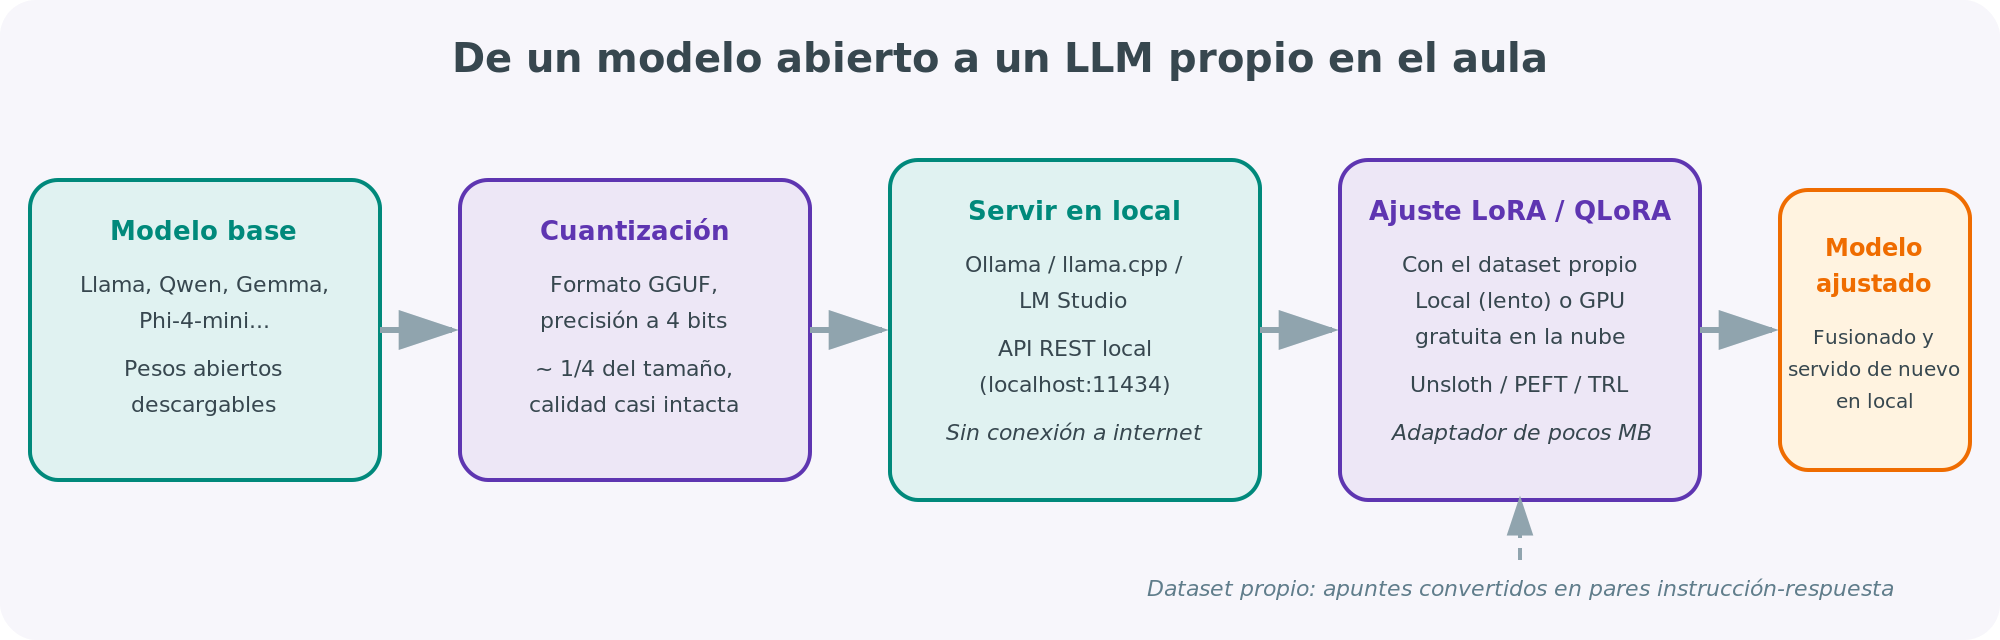 De un modelo abierto a un LLM propio en el aula
Modelo base
Llama, Qwen, Gemma,
Phi-4-mini...
Pesos abiertos
descargables
Cuantización
Formato GGUF,
precisión a 4 bits
~ 1/4 del tamaño,
calidad casi intacta
Servir en local
Ollama / llama.cpp /
LM Studio
API REST local
(localhost:11434)
Sin conexión a internet
Ajuste LoRA / QLoRA
Con el dataset propio
Local (lento) o GPU
gratuita en la nube
Unsloth / PEFT / TRL
Adaptador de pocos MB
Modelo
ajustado
Fusionado y
servido de nuevo
en local
Dataset propio: apuntes convertidos en pares instrucción-respuesta